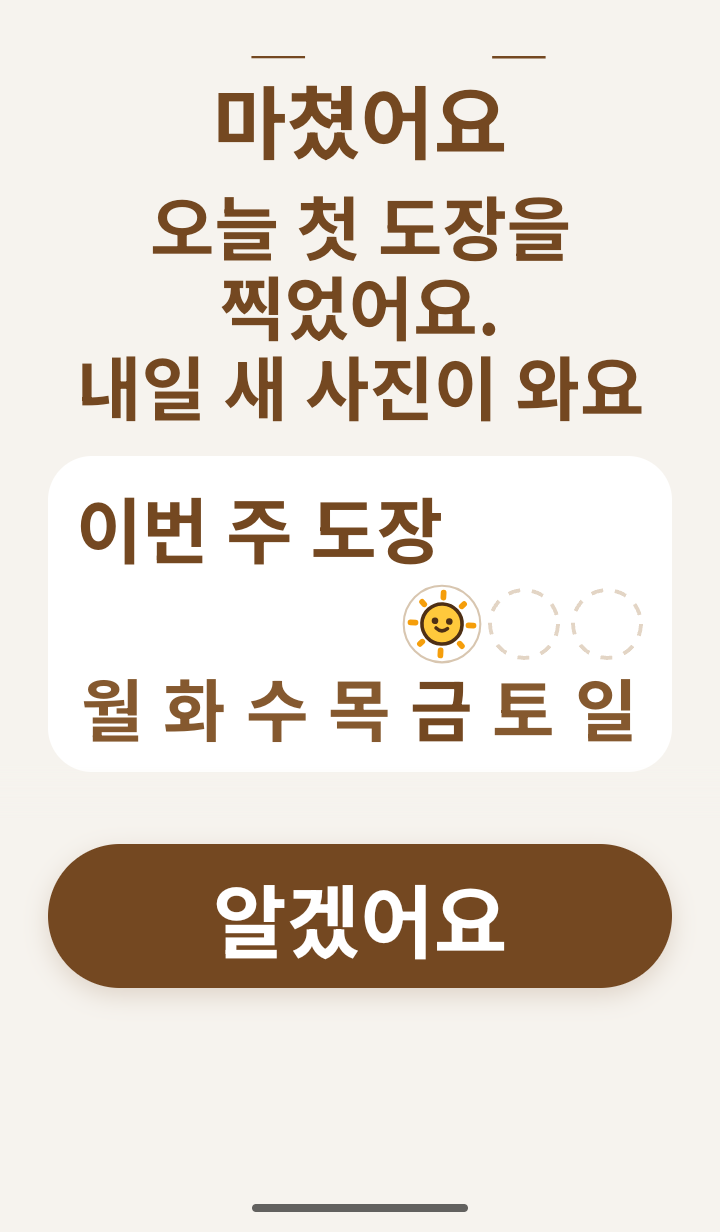 마쳤어요
오늘 첫 도장을
찍었어요.
내일 새 사진이 와요
이번 주 도장
월 화 수 목 금 토 일
알겠어요